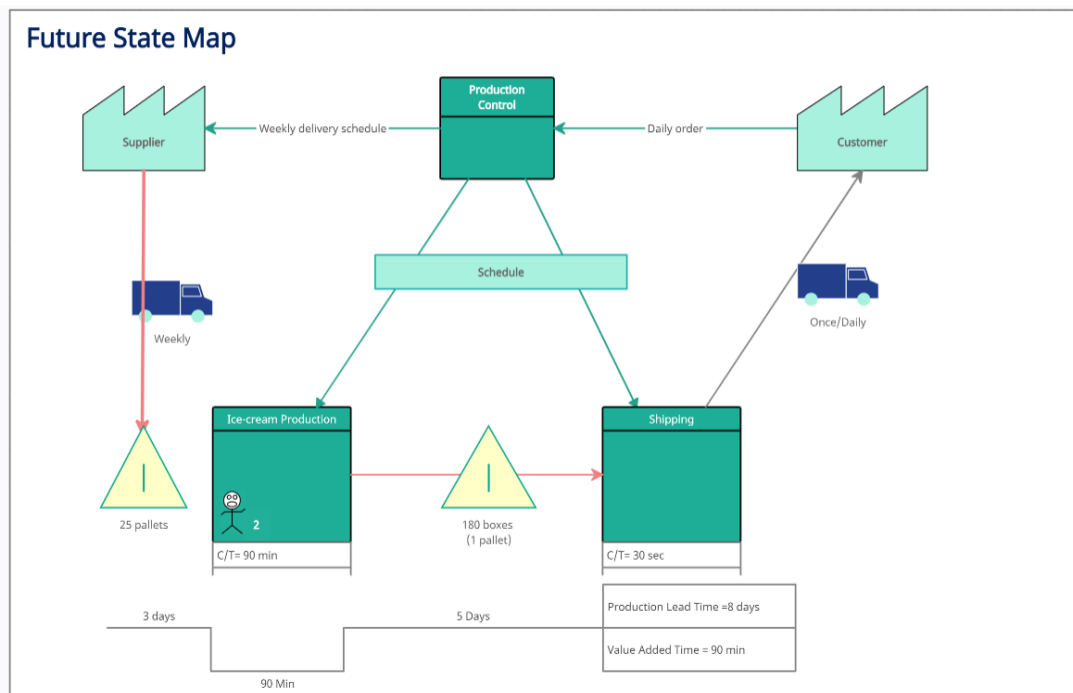 Future State Map
Production
Control
Supplier
Weekly delivery schedule
Daily order
Customer
Schedule
Weekly
Once/Daily
Ice-cream Production
Shipping
2
25 pallets
180 boxes
(1 pallet)
C/T= 90 min
C/T= 30 sec
3 days
5 Days
Production Lead Time =8 days
Value Added Time = 90 min
90 Min